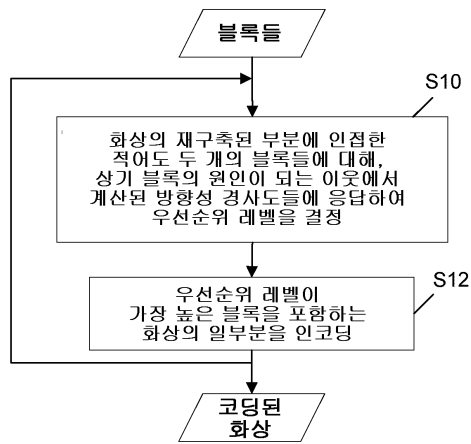 블록들
S10
화상의 재구축된 부분에 인접한
적어도 두 개의 블록들에 대해,
상기 블록의 원인이 되는 이웃에서
계산된 방향성 경사도들에 응답하여
우선순위 레벨을 결정
S12
우선순위 레벨이
가장 높은 블록을 포함하는
화상의 일부분을 인코딩
코딩된
화상